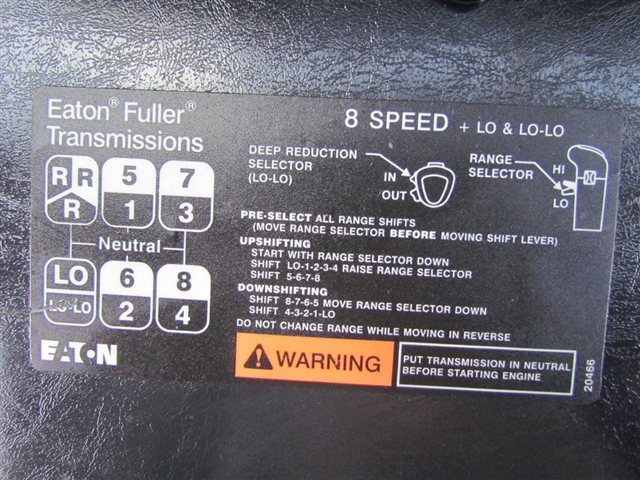 Eaton® Fuller®
Transmissions
8 SPEED + LO & LO-LO
R R
R
5
1
7
3
Neutral
LO
LO-LO
6
2
8
4
EATON
DEEP REDUCTION
SELECTOR
(LO-LO)
IN
OUT
RANGE
SELECTOR
HI
LO
PRE-SELECT ALL RANGE SHIFTS
(MOVE RANGE SELECTOR BEFORE MOVING SHIFT LEVER)
UPSHIFTING
START WITH RANGE SELECTOR DOWN
SHIFT LO-1-2-3-4 RAISE RANGE SELECTOR
SHIFT 5-6-7-8
DOWNSHIFTING
SHIFT 8-7-6-5 MOVE RANGE SELECTOR DOWN
SHIFT 4-3-2-1-LO
DO NOT CHANGE RANGE WHILE MOVING IN REVERSE
WARNING
PUT TRANSMISSION IN NEUTRAL
BEFORE STARTING ENGINE
20466